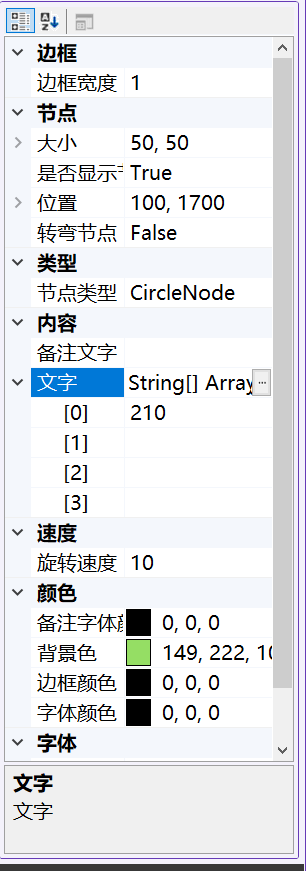 边框
边框宽度 1
节点
大小 50, 50
是否显示 True
位置 100, 1700
转弯节点 False
类型
节点类型 CircleNode
内容
备注文字
文字 String[] Array ...
[0] 210
[1]
[2]
[3]
速度
旋转速度 10
颜色
备注字体 0, 0, 0
背景色 149, 222, 10
边框颜色 0, 0, 0
字体颜色 0, 0, 0
字体
文字
文字